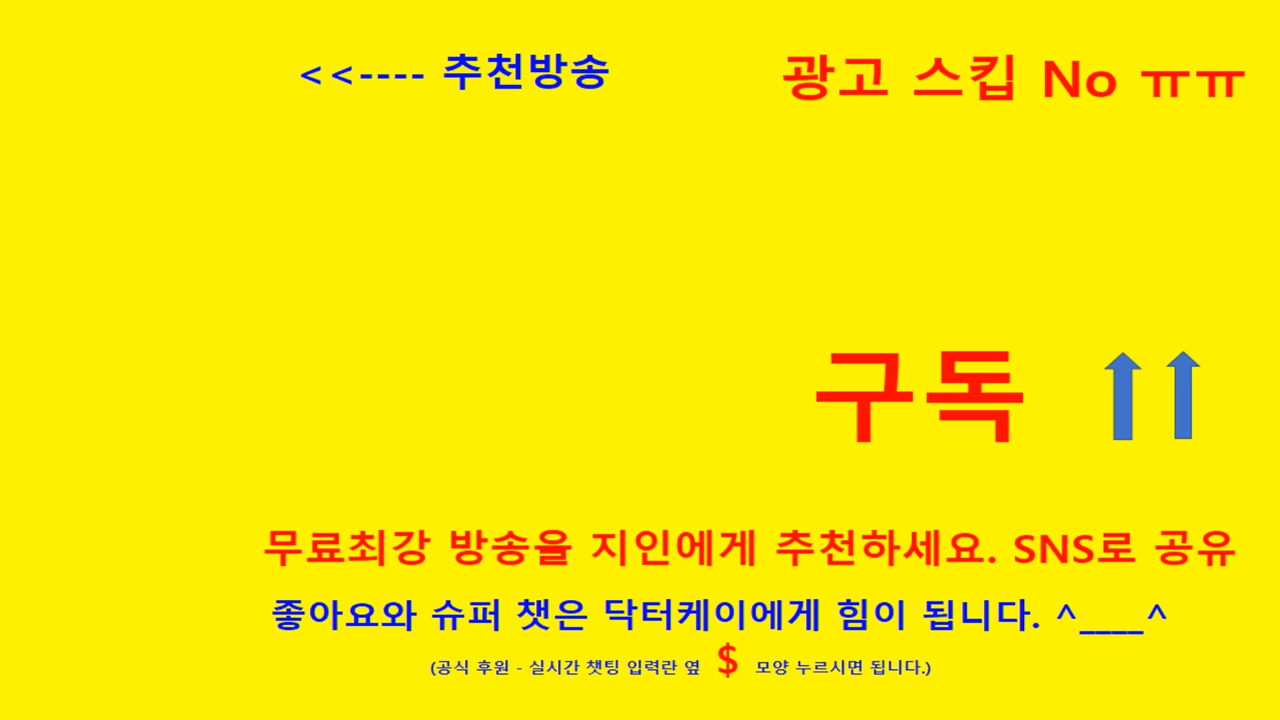 <<---- 추천방송
광고 스킵 No ㅠㅠ
구독
무료최강 방송을 지인에게 추천하세요. SNS로 공유
좋아요와 슈퍼 챗은 닥터케이에게 힘이 됩니다. ^____^
(공식 후원 - 실시간 챗팅 입력란 옆 $ 모양 누르시면 됩니다.)